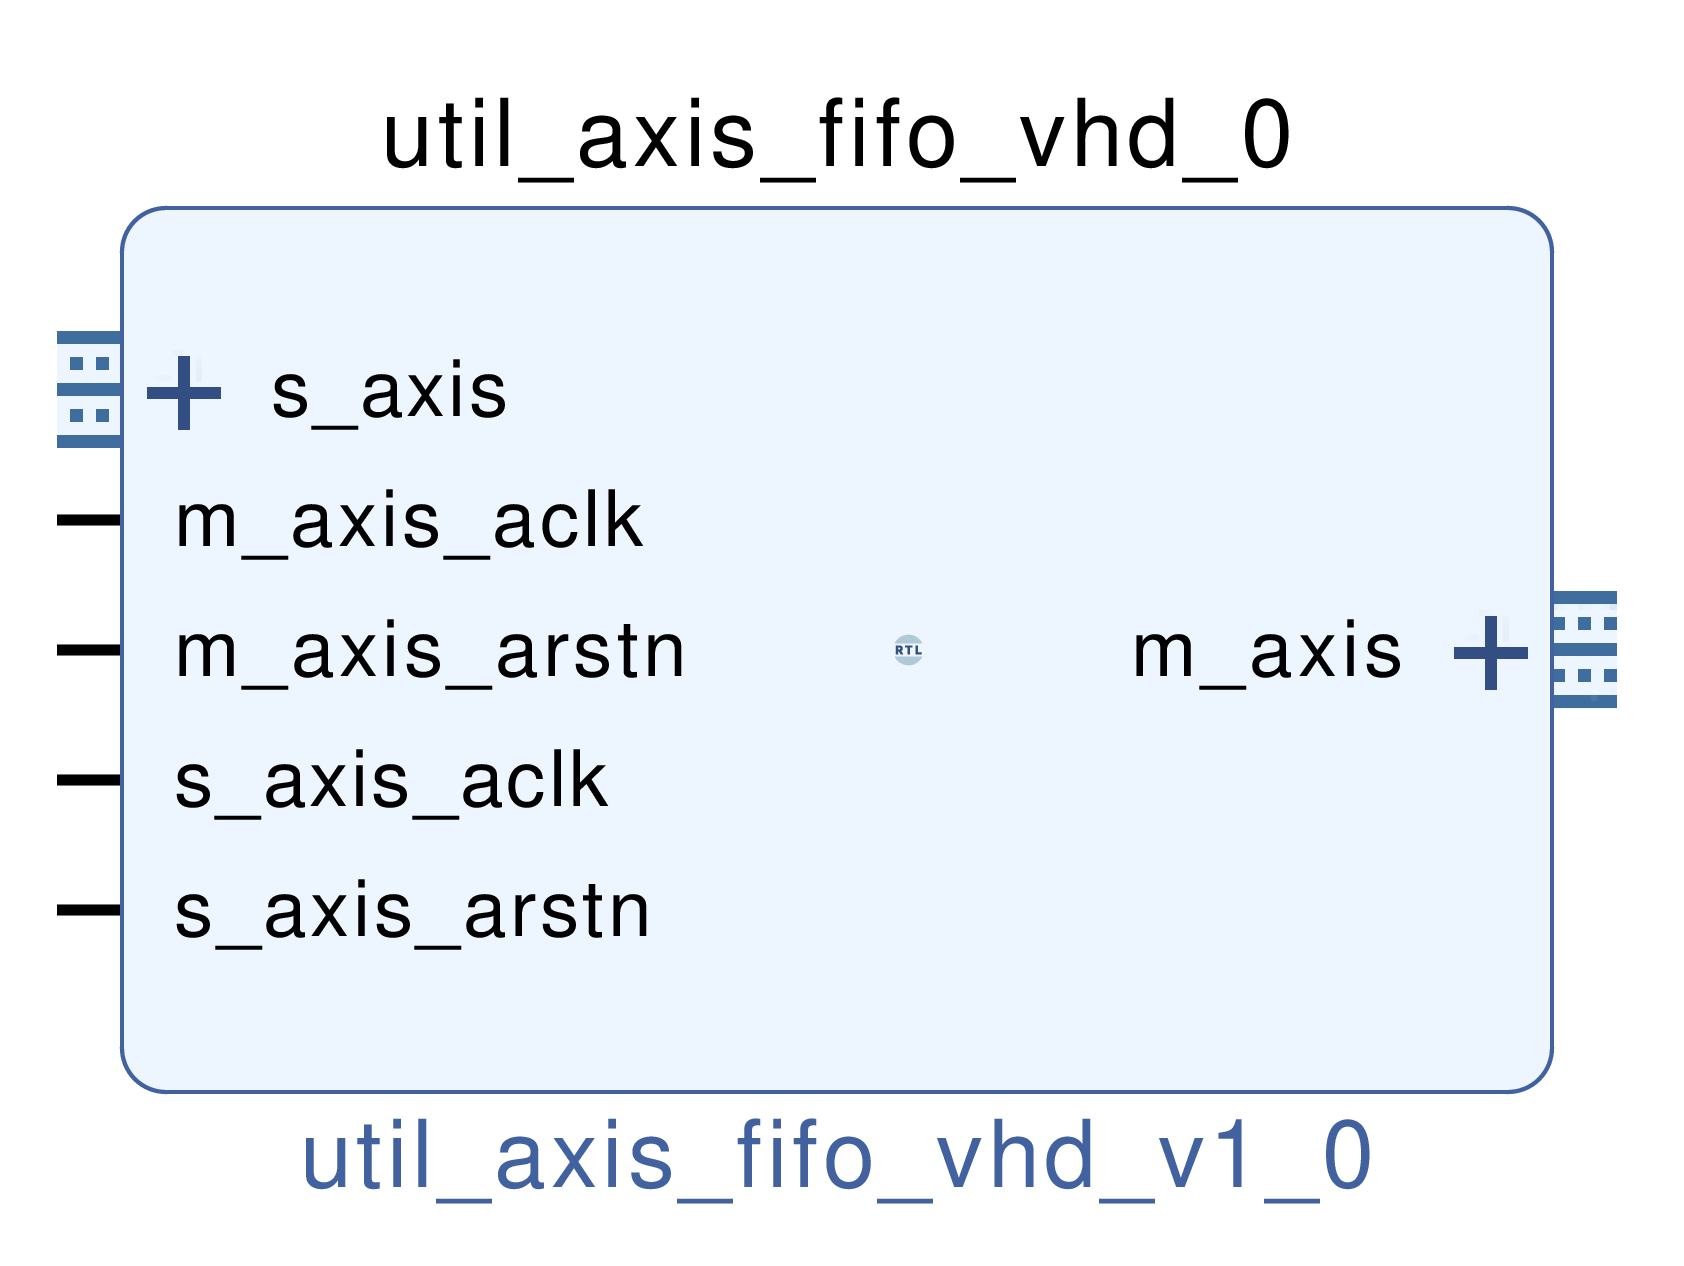 util_axis_fifo_vhd_0
s_axis
m_axis_aclk
m_axis_arstn
s_axis_aclk
s_axis_arstn
RTL
m_axis
util_axis_fifo_vhd_v1_0